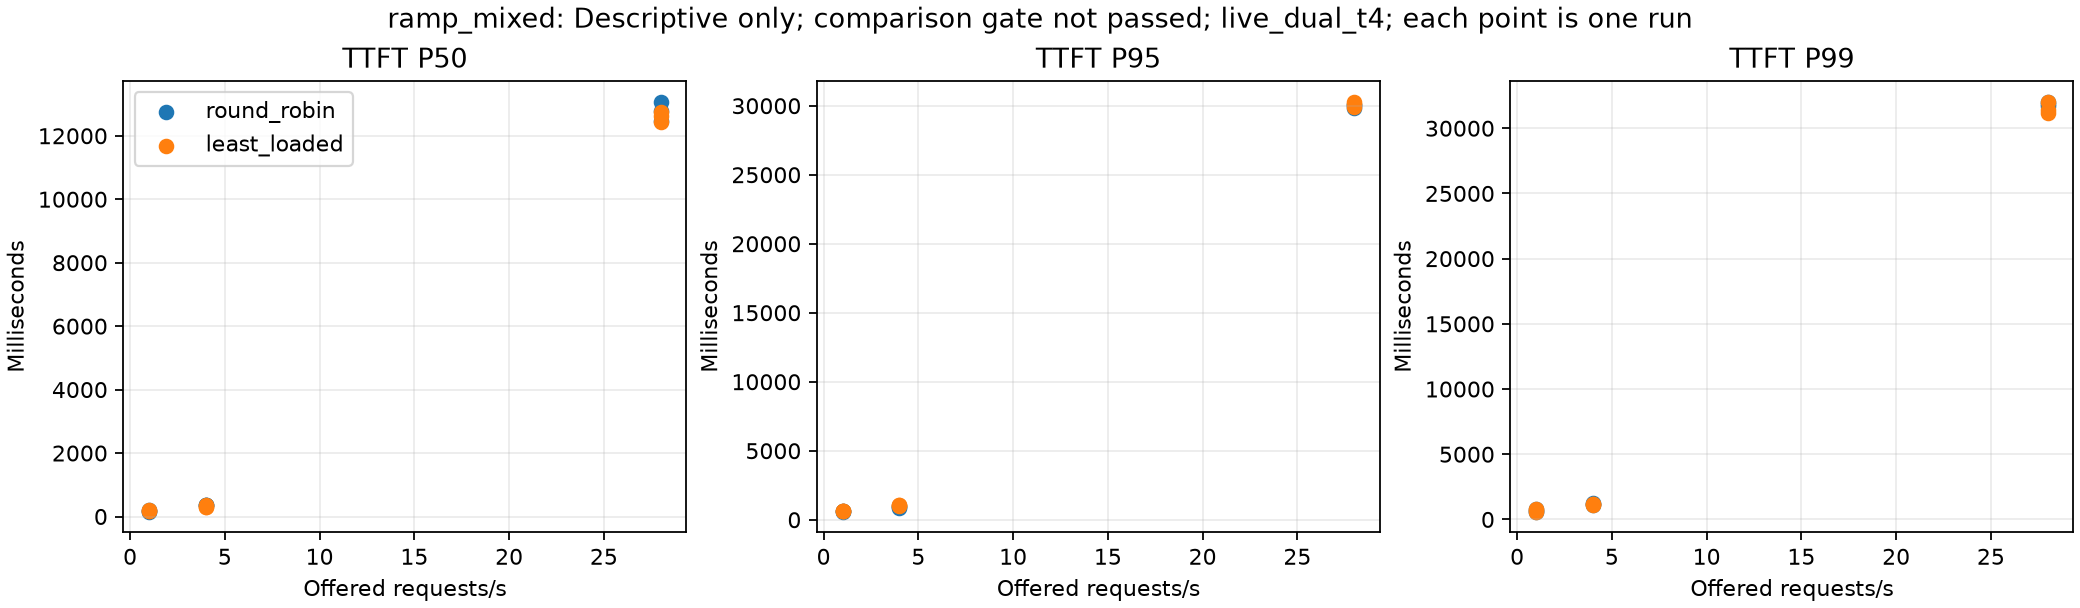 ramp_mixed: Descriptive only; comparison gate not passed; live_dual_t4; each point is one run
TTFT P50
round_robin
least_loaded
12000
10000
8000
6000
4000
2000
0
Milliseconds
0 5 10 15 20 25
Offered requests/s
TTFT P95
30000
25000
20000
15000
10000
5000
0
Milliseconds
0 5 10 15 20 25
Offered requests/s
TTFT P99
30000
25000
20000
15000
10000
5000
0
Milliseconds
0 5 10 15 20 25
Offered requests/s